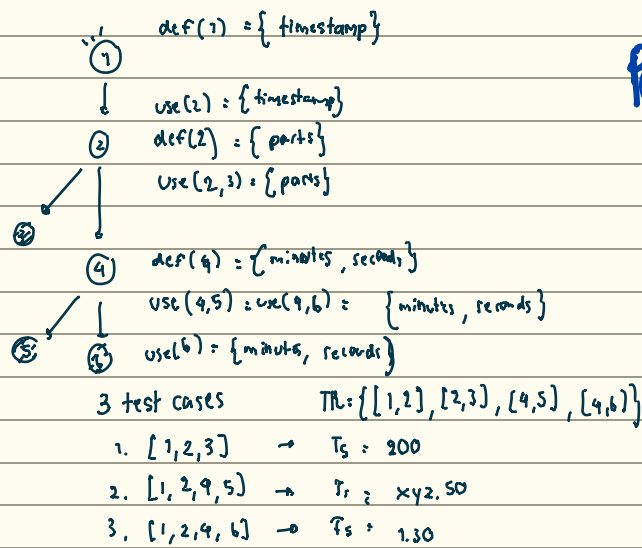 def(1) = { timestamp}
1
use(2) = {timestamp}
2
def(2) = { parts}
use(2,3) = {parts}
3
4
def(4) = {minutes, seconds}
use(4,5) = use(4,6) = {minutes, seconds}
5
6
use(6) = {minutes, seconds}
3 test cases
TR = {[1,2], [2,3], [4,5], [4,6]}
1. [1,2,3] → Ts = 200
2. [1,2,4,5] → Ts = xyz.50
3. [1,2,4,6] → Ts = 1.30